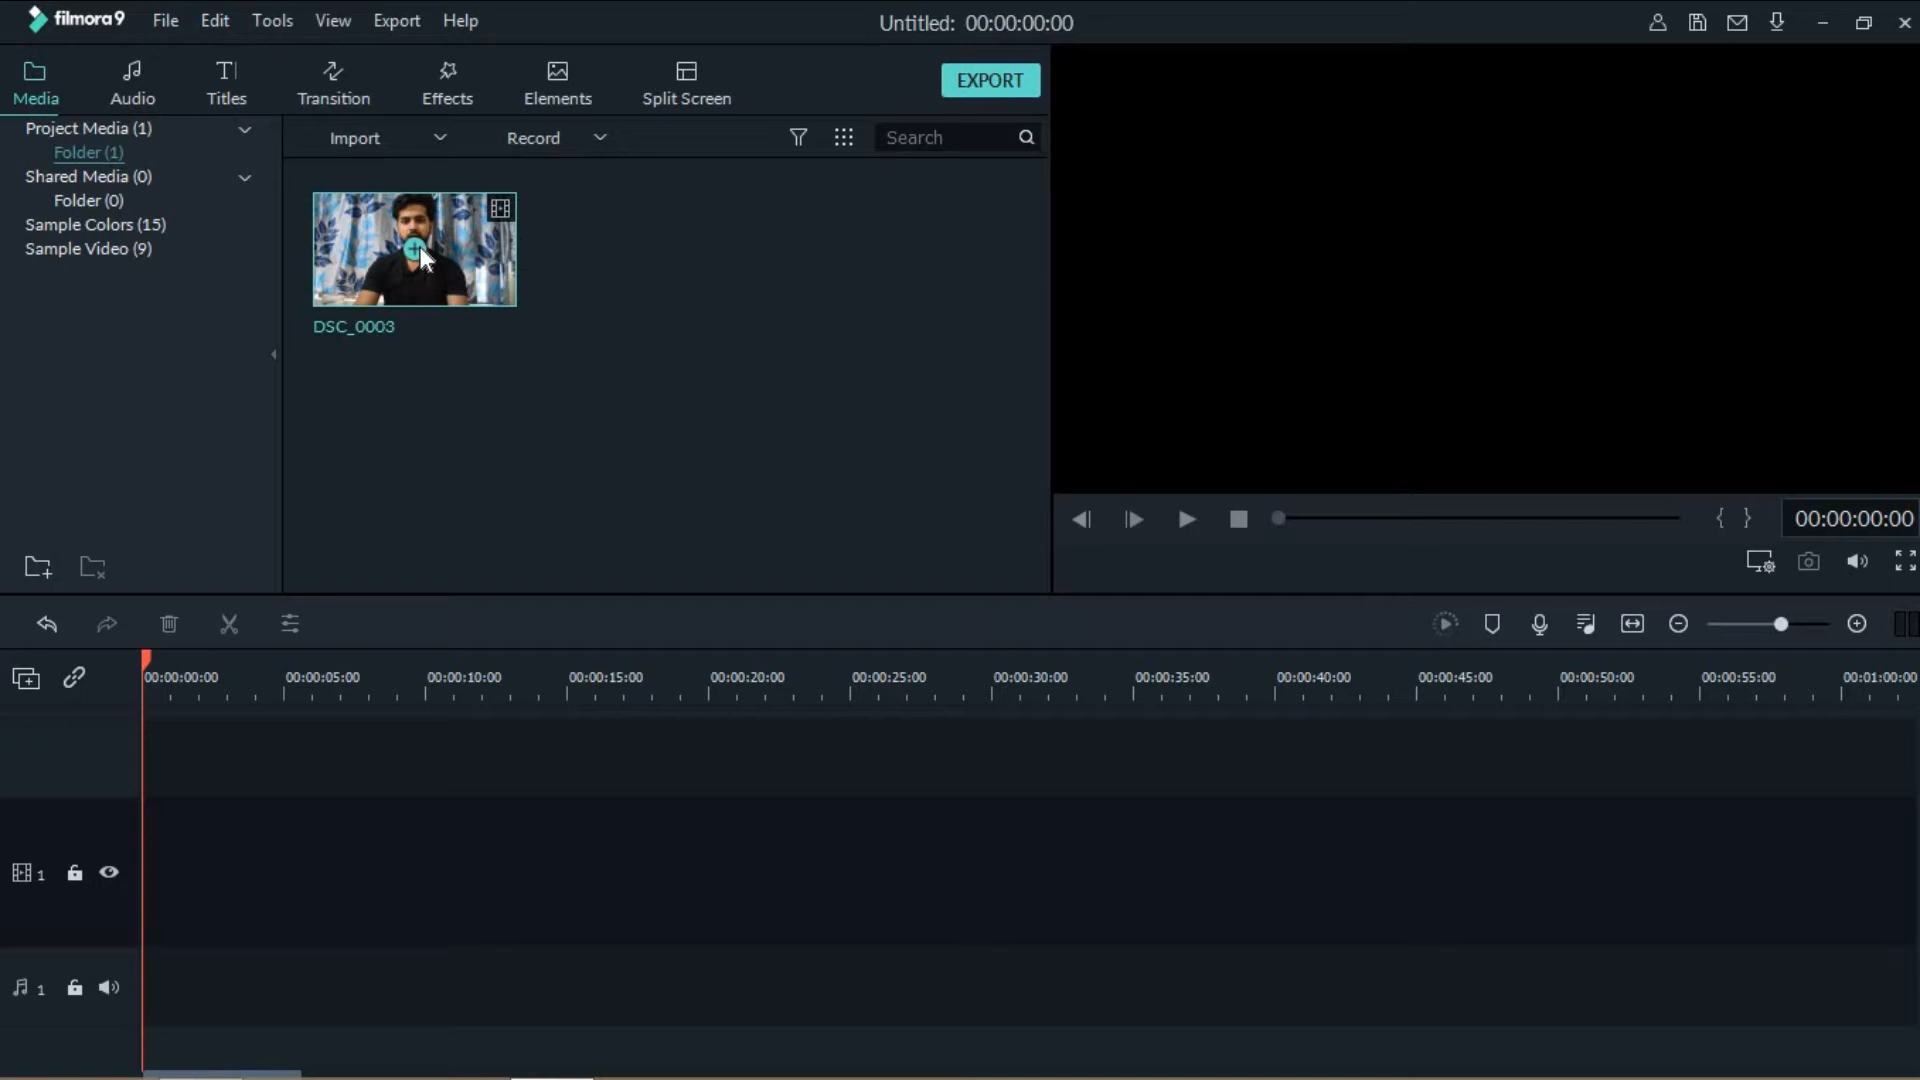 filmora9 File Edit Tools View Export Help Untitled: 00:00:00:00
Media Audio Titles Transition Effects Elements Split Screen EXPORT
Project Media (1)
Folder (1)
Shared Media (0)
Folder (0)
Sample Colors (15)
Sample Video (9)
Import Record Search
DSC_0003
{ } 00:00:00:00
00:00:00:00 00:00:05:00 00:00:10:00 00:00:15:00 00:00:20:00 00:00:25:00 00:00:30:00 00:00:35:00 00:00:40:00 00:00:45:00 00:00:50:00 00:00:55:00 00:01:00:00
1
1